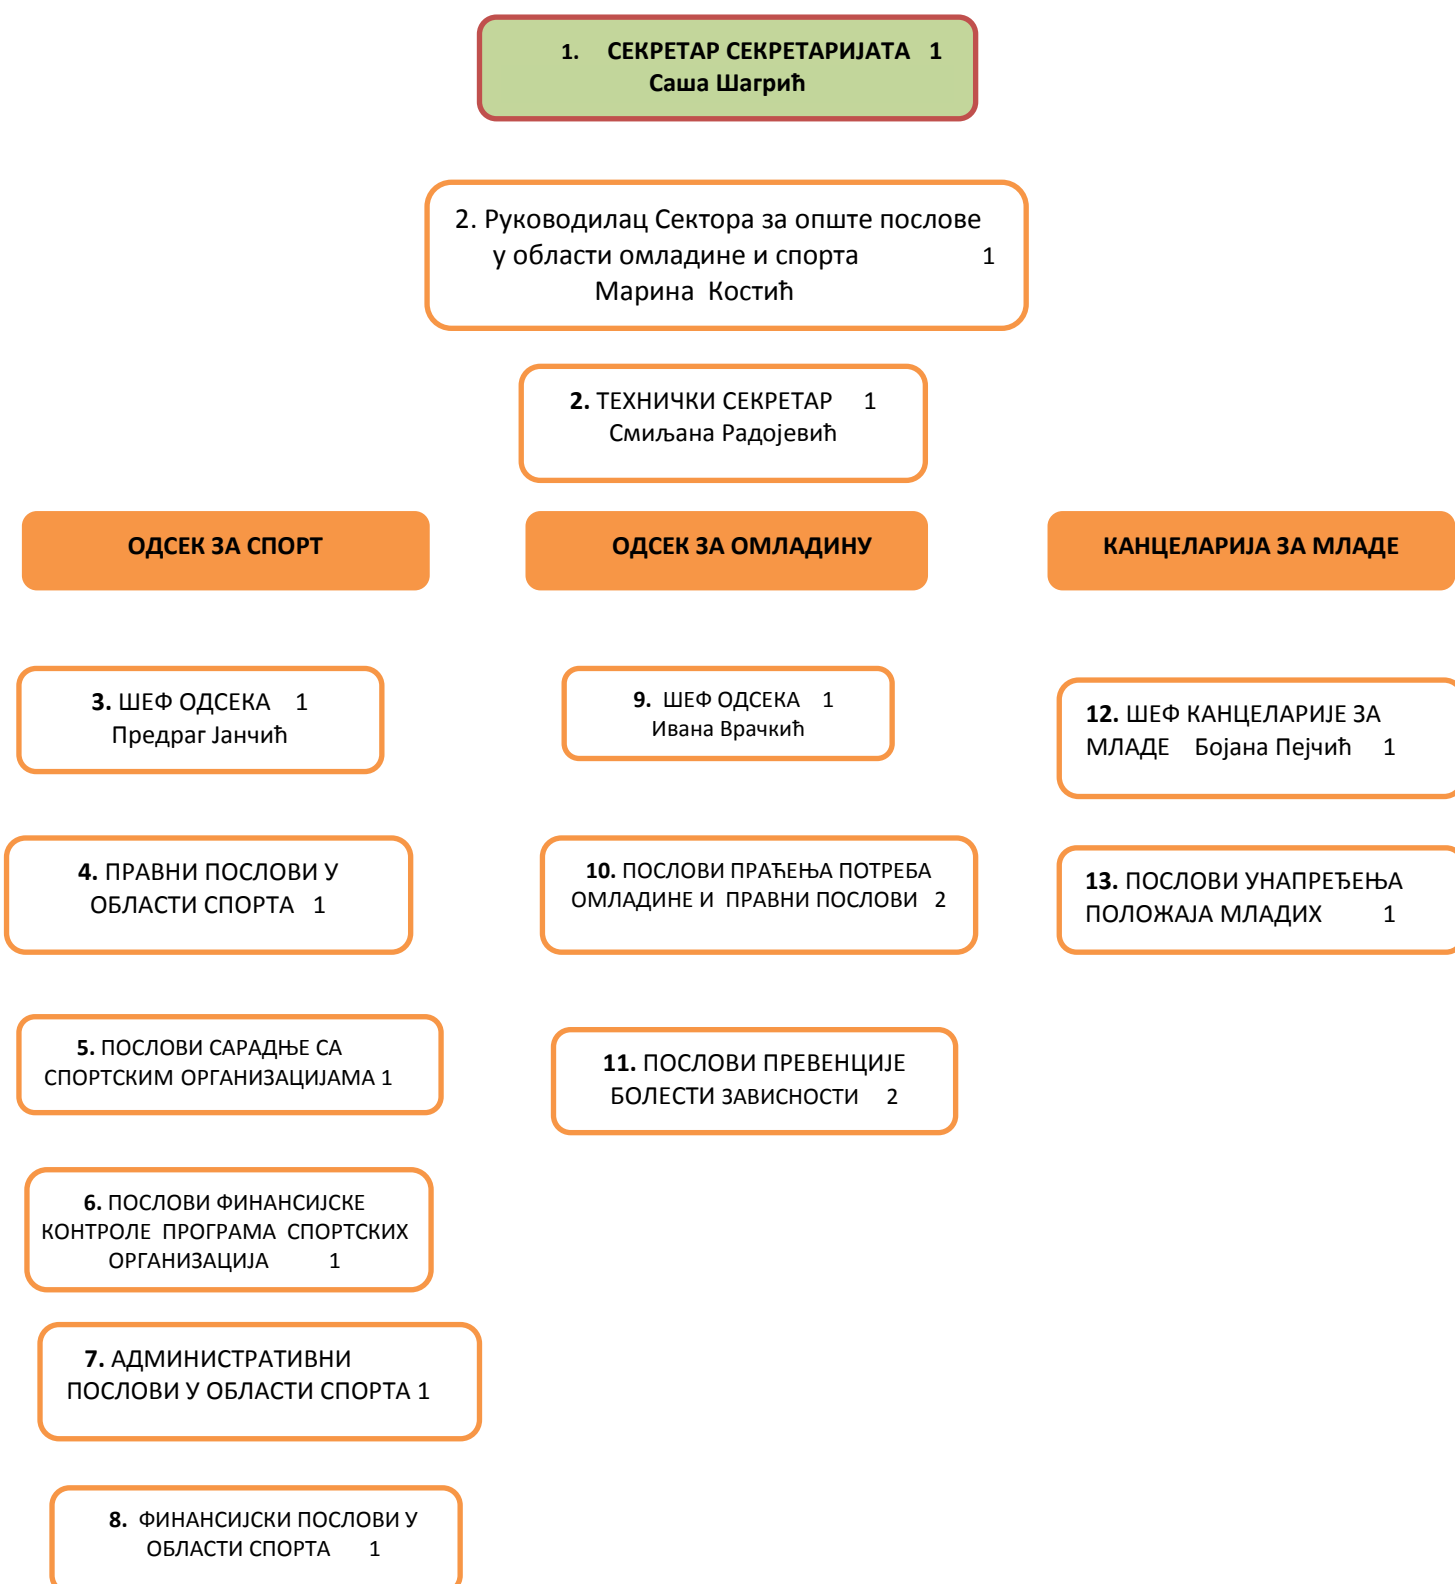 1. СЕКРЕТАР СЕКРЕТАРИЈАТА 1
Саша Шагрић
2. Руководилац Сектора за опште послове
у области омладине и спорта 1
Марина Костић
2. ТЕХНИЧКИ СЕКРЕТАР 1
Смиљана Радојевић
ОДСЕК ЗА СПОРТ
3. ШЕФ ОДСЕКА 1
Предраг Јанчић
4. ПРАВНИ ПОСЛОВИ У
ОБЛАСТИ СПОРТА 1
5. ПОСЛОВИ САРАДЊЕ СА
СПОРТСКИМ ОРГАНИЗАЦИЈАМА 1
6. ПОСЛОВИ ФИНАНСИЈСКЕ
КОНТРОЛЕ ПРОГРАМА СПОРТСКИХ
ОРГАНИЗАЦИЈА 1
7. АДМИНИСТРАТИВНИ
ПОСЛОВИ У ОБЛАСТИ СПОРТА 1
8. ФИНАНСИЈСКИ ПОСЛОВИ У
ОБЛАСТИ СПОРТА 1
ОДСЕК ЗА ОМЛАДИНУ
9. ШЕФ ОДСЕКА 1
Ивана Врачкић
10. ПОСЛОВИ ПРАЋЕЊА ПОТРЕБА
ОМЛАДИНЕ И ПРАВНИ ПОСЛОВИ 2
11. ПОСЛОВИ ПРЕВЕНЦИЈЕ
БОЛЕСТИ ЗАВИСНОСТИ 2
КАНЦЕЛАРИЈА ЗА МЛАДЕ
12. ШЕФ КАНЦЕЛАРИЈЕ ЗА
МЛАДЕ Бојана Пејчић 1
13. ПОСЛОВИ УНАПРЕЂЕЊА
ПОЛОЖАЈА МЛАДИХ 1